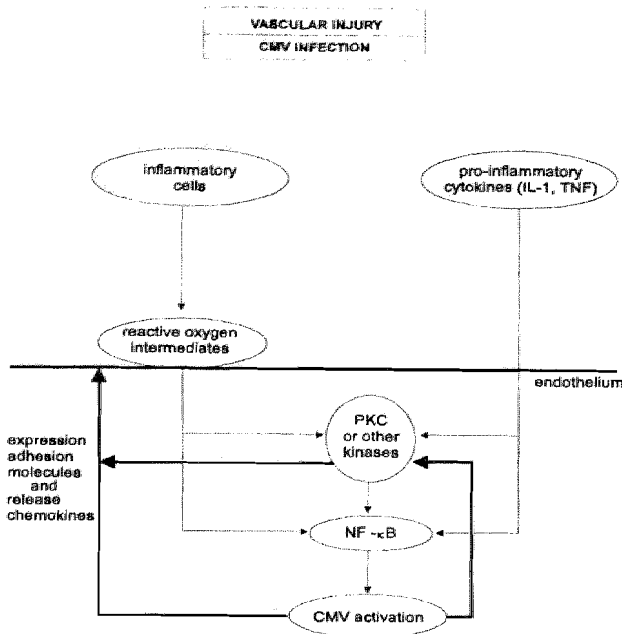 VASCULAR INJURY
CMV INFECTION
inflammatory
cells
pro-inflammatory
cytokines (IL-1, TNF)
reactive oxygen
intermediates
endothelium
PKC
or other
kinases
expression
adhesion
molecules
and
release
chemokines
NF -κB
CMV activation